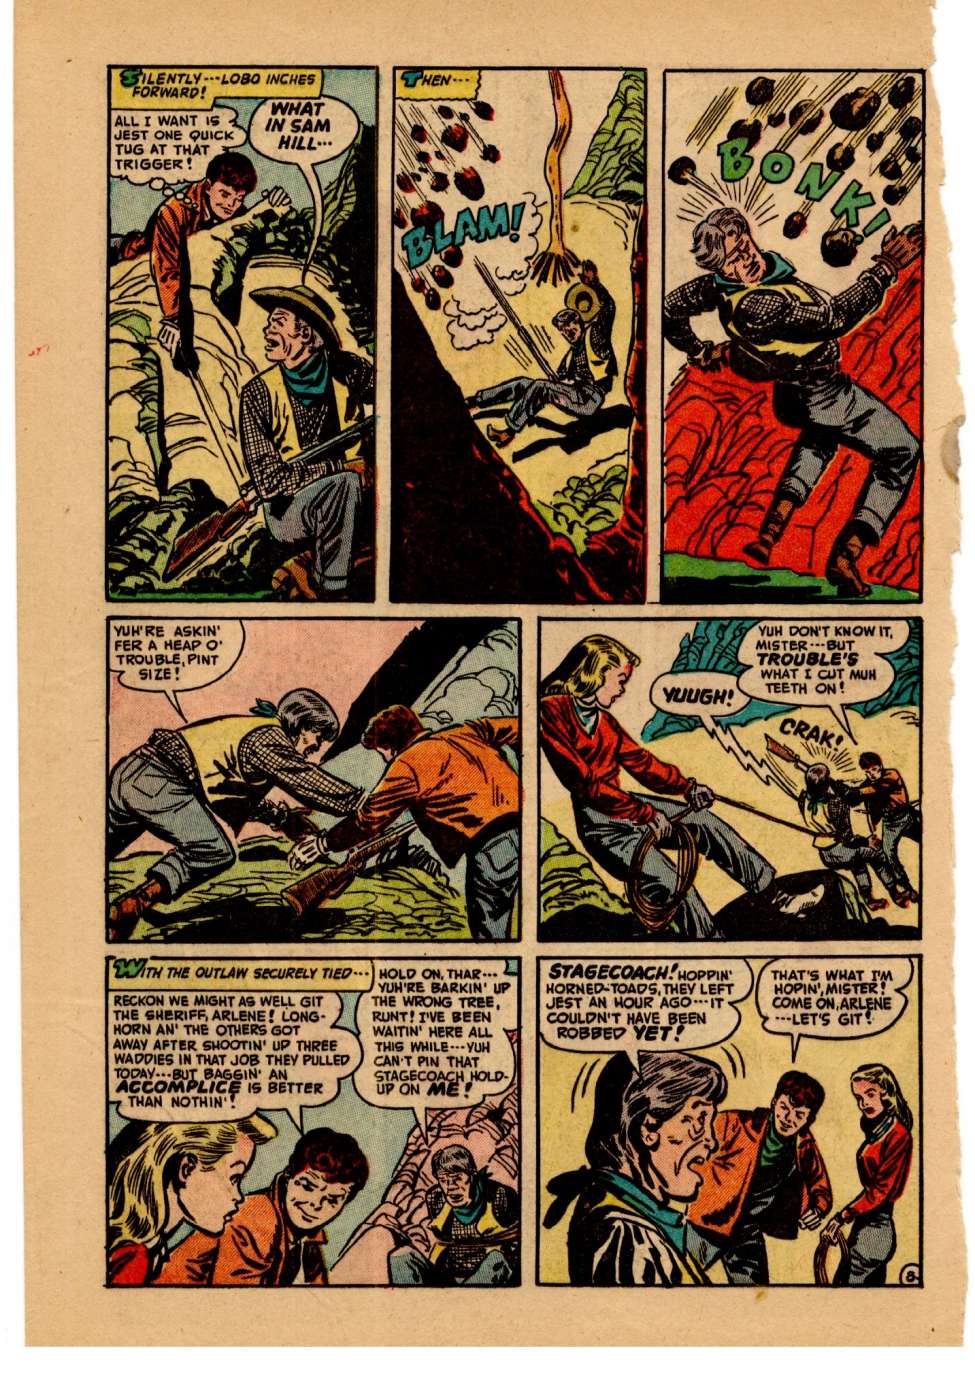 SILENTLY---LOBO INCHES
FORWARD!
ALL I WANT IS
JEST ONE QUICK
TUG AT THAT
TRIGGER!
WHAT
IN SAM
HILL---
THEN---
BLAM!
BONK!
YUH'RE ASKIN'
FER A HEAP O'
TROUBLE, PINT
SIZE!
YUUGH!
YUH DON'T KNOW IT,
MISTER---BUT
TROUBLE'S
WHAT I CUT MUH
TEETH ON!
CRAK!
WITH THE OUTLAW SECURELY TIED---
RECKON WE MIGHT AS WELL GIT
THE SHERIFF, ARLENE! LONG-
HORN AN' THE OTHERS GOT
AWAY AFTER SHOOTIN' UP THREE
WADDIES IN THAT JOB THEY PULLED
TODAY---BUT BAGGIN' AN
ACCOMPLICE IS BETTER
THAN NOTHIN'!
HOLD ON, THAR---
YUH'RE BARKIN' UP
THE WRONG TREE,
RUNT! I'VE BEEN
WAITIN' HERE ALL
THIS WHILE---YUH
CAN'T PIN THAT
STAGECOACH HOLD-
UP ON ME!
STAGECOACH! HOPPIN'
HORNED-TOADS, THEY LEFT
JEST AN HOUR AGO---IT
COULDN'T HAVE BEEN
ROBBED YET!
THAT'S WHAT I'M
HOPIN', MISTER!
COME ON, ARLENE
---LET'S GIT!
8